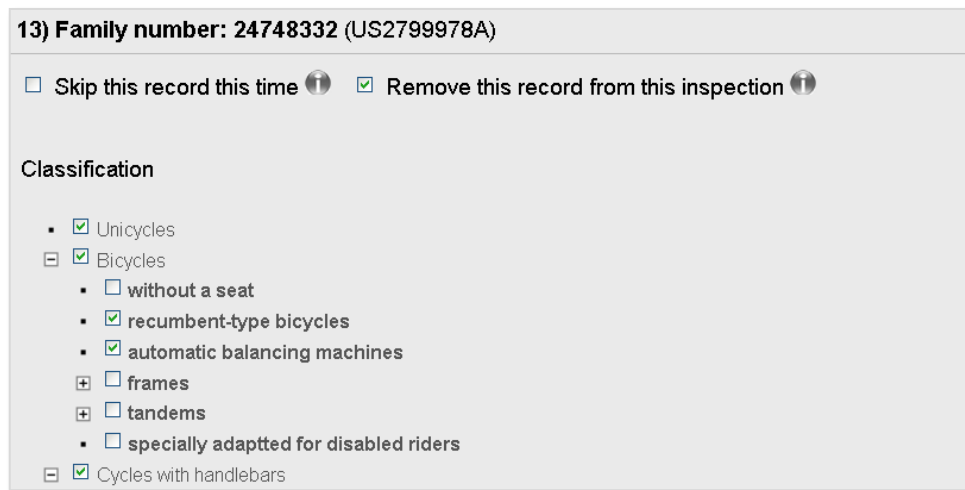 13) Family number: 24748332 (US2799978A)
Skip this record this time Remove this record from this inspection
Classification
Unicycles
Bicycles
without a seat
recumbent-type bicycles
automatic balancing machines
frames
tandems
specially adaptted for disabled riders
Cycles with handlebars